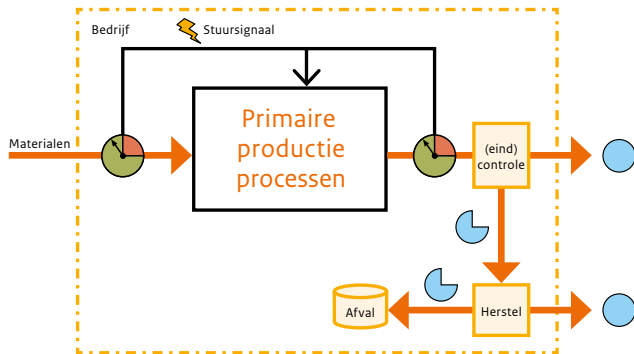 Bedrijf
Stuursignaal
Materialen
Primaire
productie
processen
(eind)
controle
Afval
Herstel